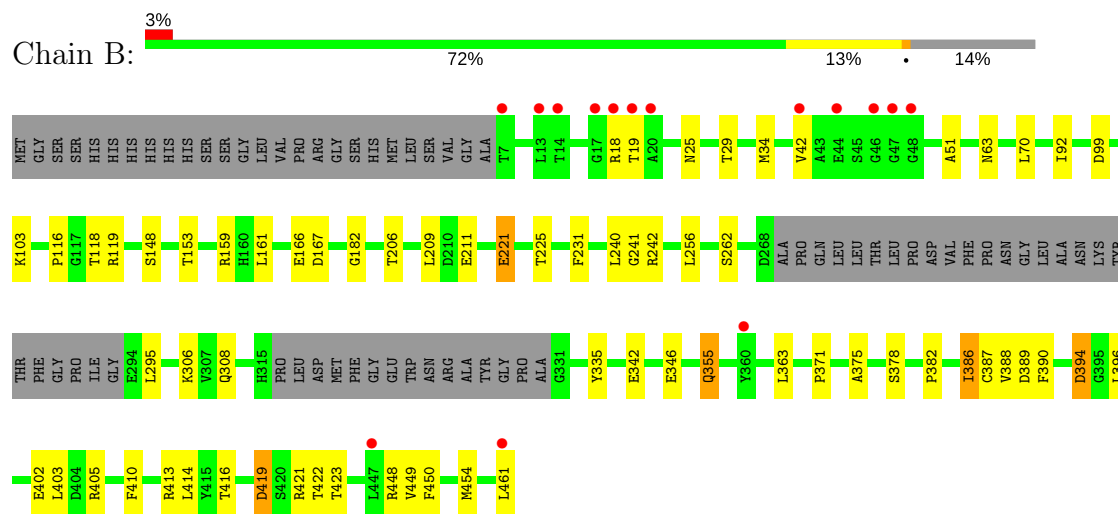 3%
Chain B:
72% 13% • 14%
MET GLY SER SER HIS HIS HIS HIS HIS HIS SER SER GLY LEU VAL PRO ARG GLY SER HIS MET LEU SER VAL GLY ALA T7 L13 T14 G17 R18 T19 A20 N25 T29 M34 V42 A43 E44 S45 G46 G47 G48 A51 N63 L70 I92 D99
K103 P116 G117 T118 R119 S148 T153 R159 H160 L161 E166 D167 G182 T206 L209 D210 E211 E221 T225 F231 L240 G241 R242 L256 S262 D268 ALA PRO GLN LEU LEU THR LEU PRO ASP VAL PHE PRO ASN GLY LEU ALA ASN LYS TYR
THR PHE GLY PRO ILE GLY E294 L295 K306 V307 Q308 H315 PRO LEU ASP MET PHE GLY GLU TRP ASN ARG ALA TYR GLY PRO ALA G331 Y335 E342 E346 Q355 Y360 L363 P371 A375 S378 P382 I386 C387 V388 D389 F390 D394 G395 L396
E402 L403 D404 R405 F410 R413 L414 Y415 T416 D419 S420 R421 T422 T423 L447 R448 V449 F450 M454 L461